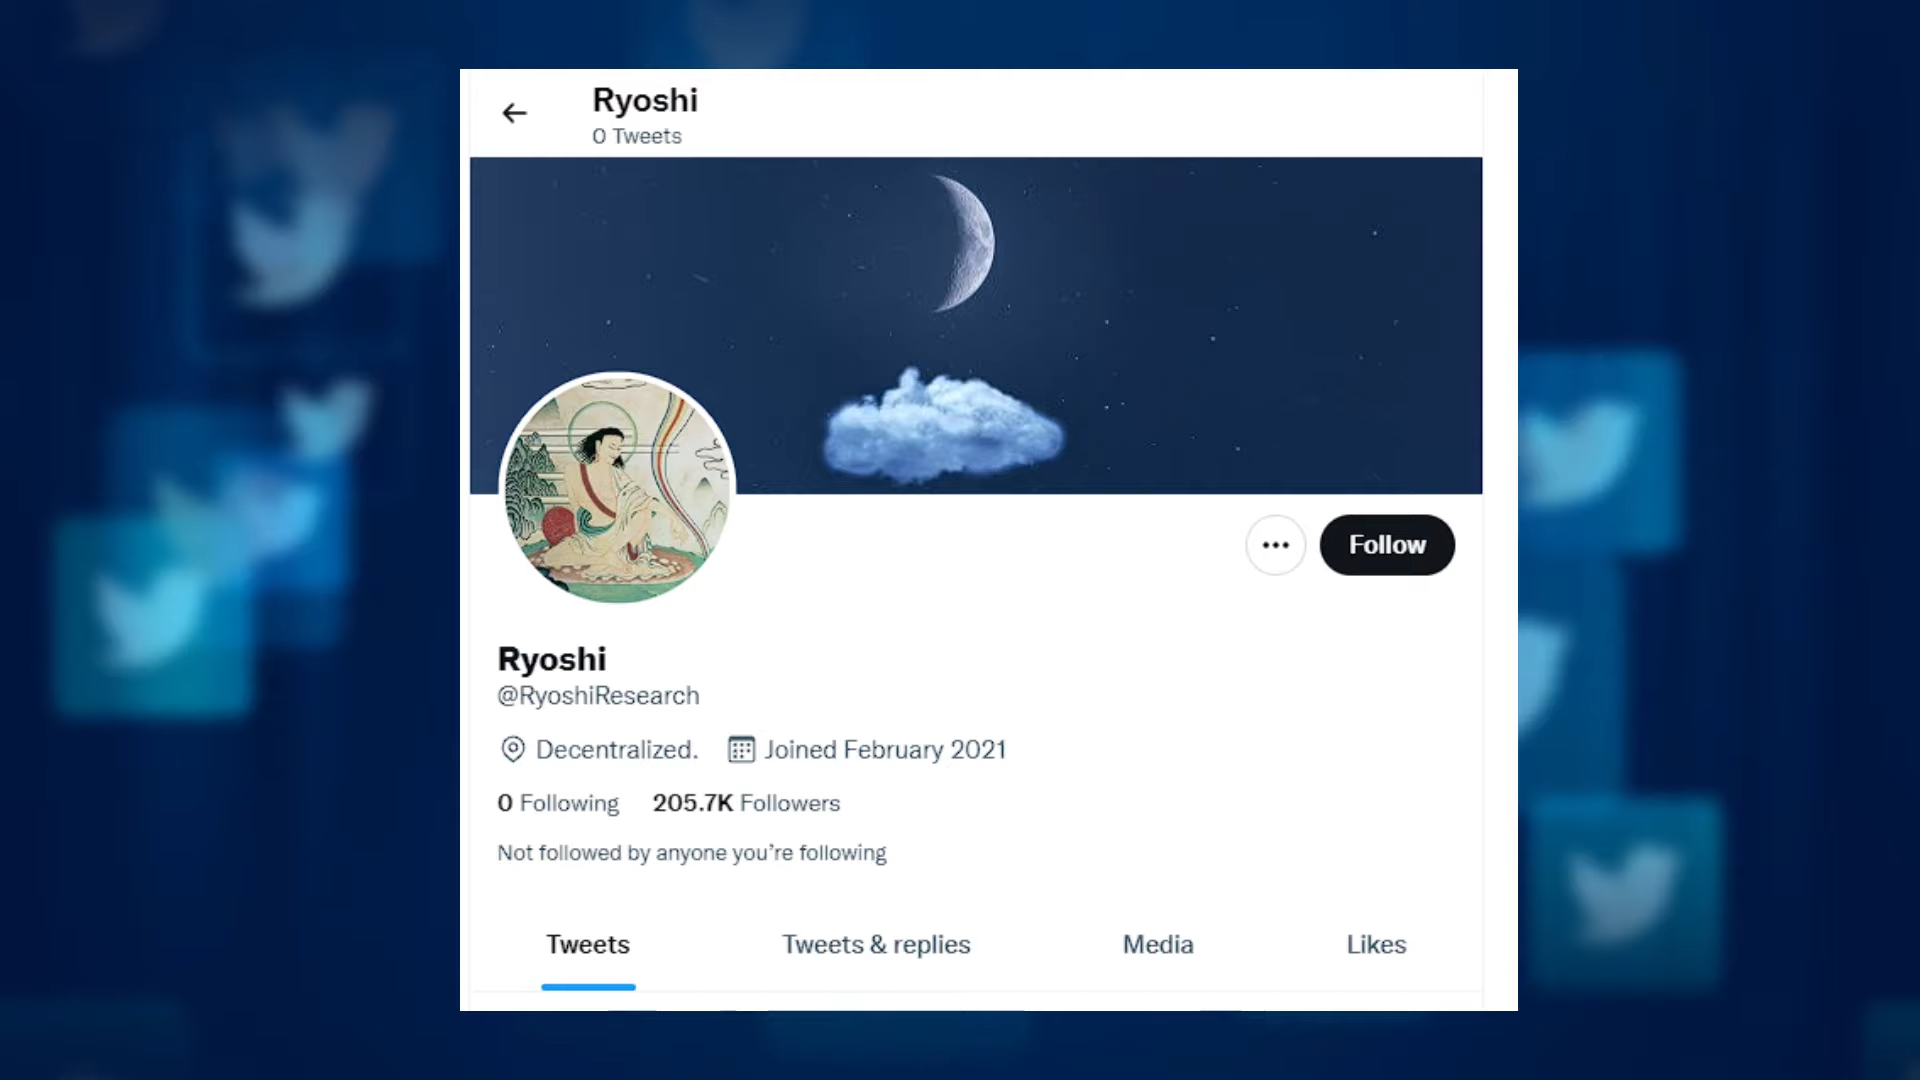 Ryoshi
0 Tweets
Follow
Ryoshi
@RyoshiResearch
Decentralized. Joined February 2021
0 Following 205.7K Followers
Not followed by anyone you’re following
Tweets Tweets & replies Media Likes